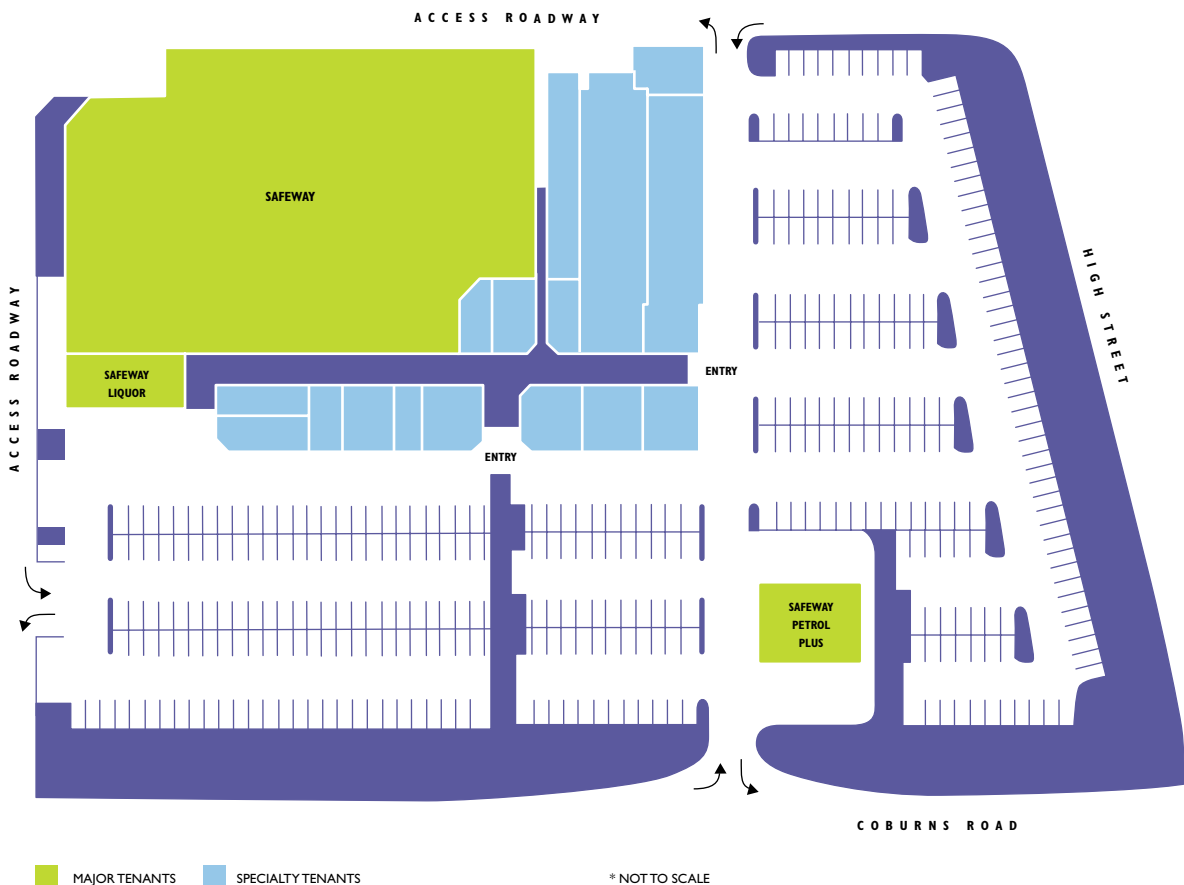 ACCESS ROADWAY
SAFEWAY
HIGH STREET
ACCESS ROADWAY
SAFEWAY
LIQUOR
ENTRY
ENTRY
SAFEWAY
PETROL
PLUS
COBURNS ROAD
MAJOR TENANTS
SPECIALTY TENANTS
* NOT TO SCALE